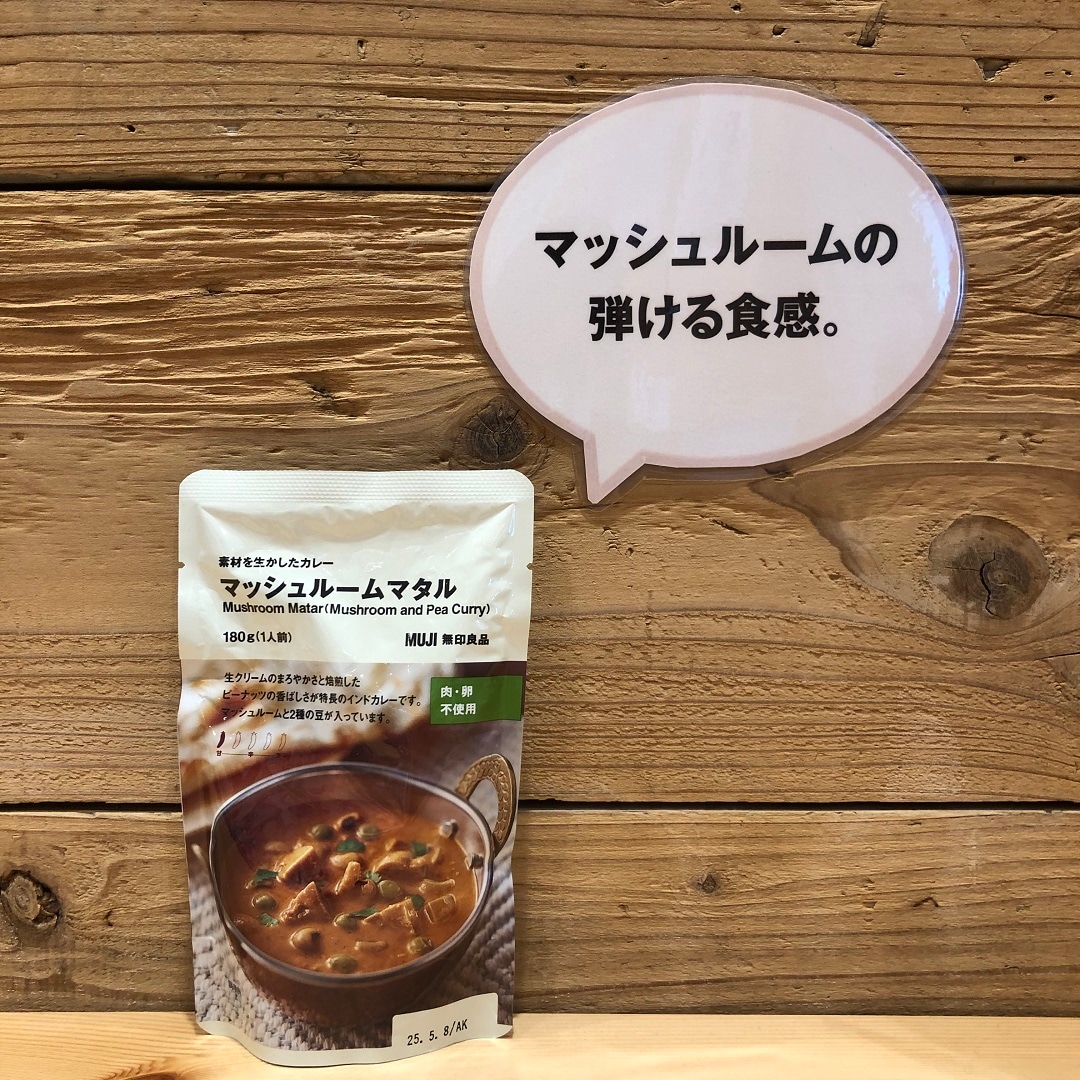 マッシュルームの
弾ける食感。
素材を生かしたカレー
マッシュルームマタル
Mushroom Matar(Mushroom and Pea Curry)
180g(1人前)
MUJI 無印良品
生クリームのまろやかさと焙煎した
ピーナッツの香ばしさが特長のインドカレーです。
マッシュルームと2種の豆が入っています。
肉・卵
不使用
25. 5. 8/AK